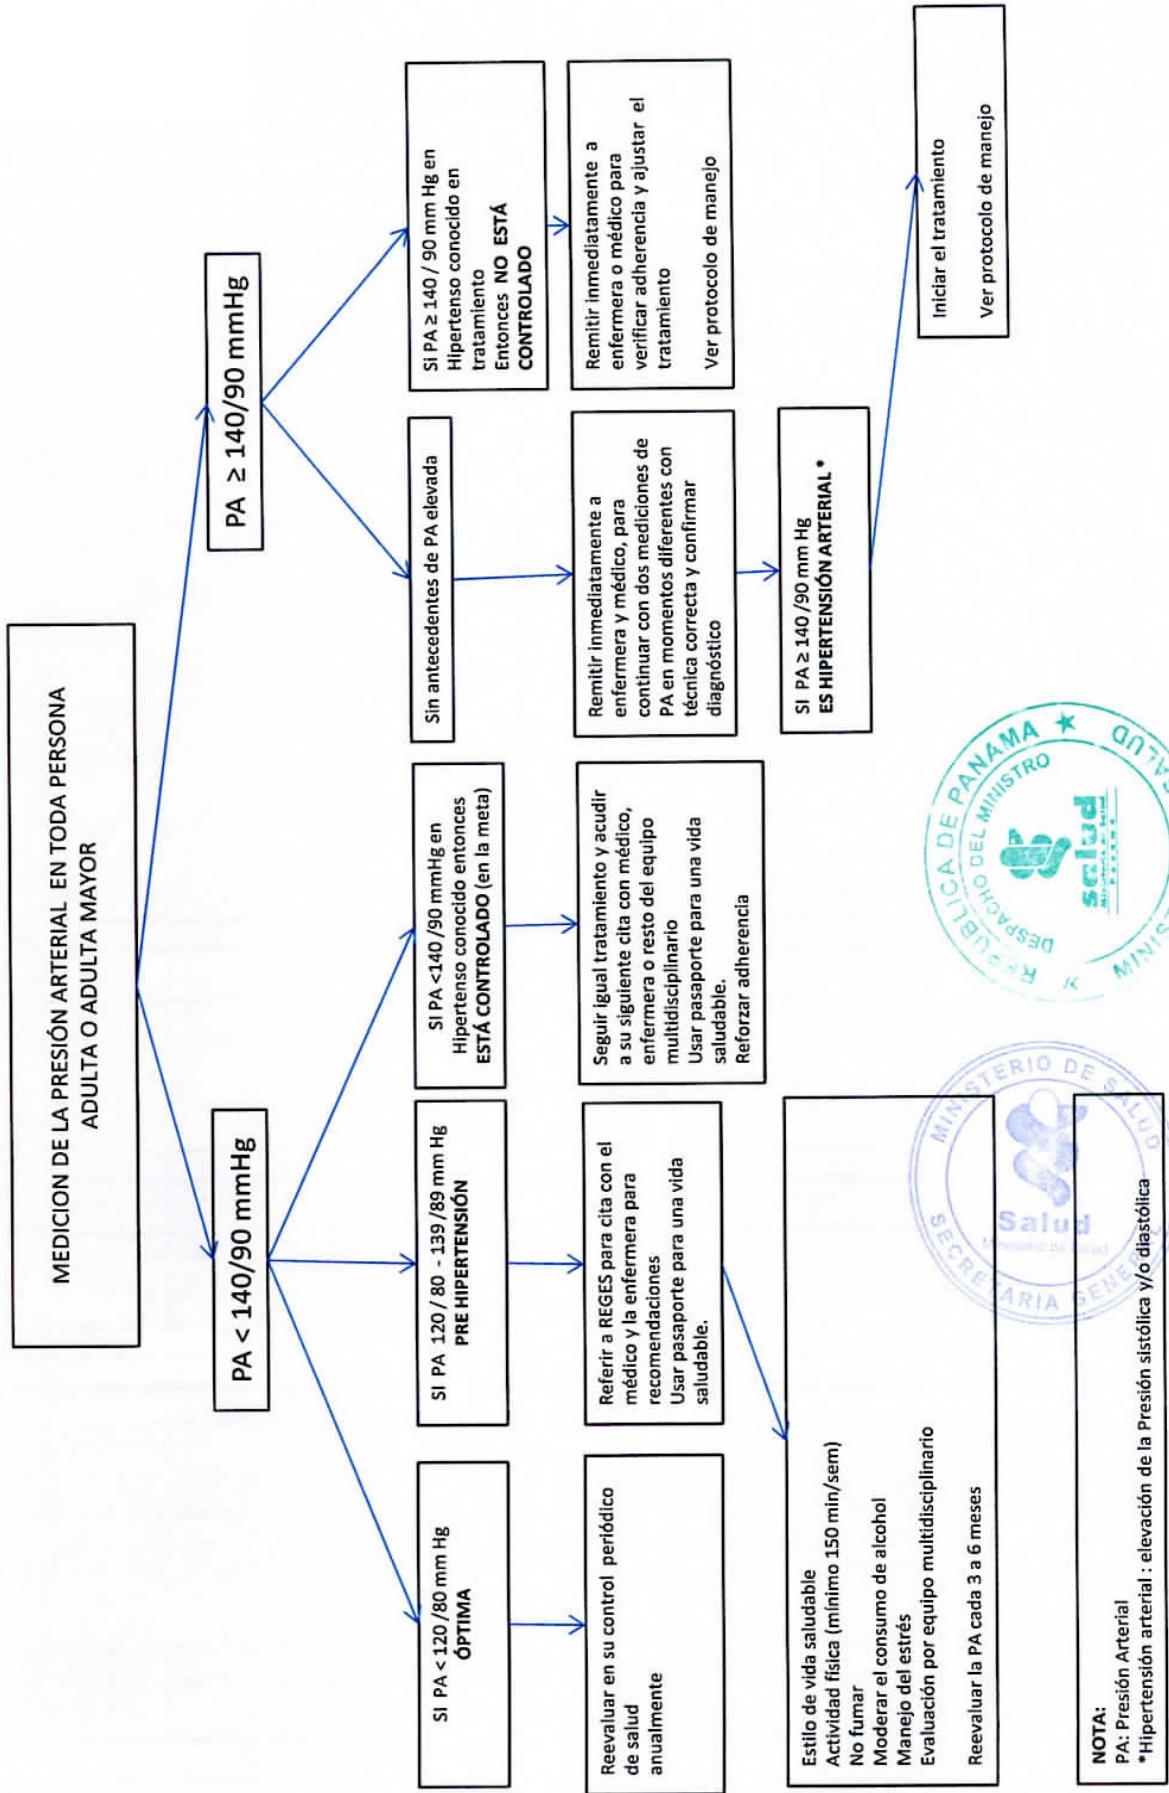 MEDICION DE LA PRESIÓN ARTERIAL EN TODA PERSONA
ADULTA O ADULTA MAYOR
PA < 140/90 mmHg
PA ≥ 140/90 mmHg
SI PA < 120 /80 mm Hg
ÓPTIMA
SI PA 120 / 80 - 139 /89 mm Hg
PRE HIPERTENSIÓN
SI PA <140 /90 mmHg en
Hipertenso conocido entonces
ESTÁ CONTROLADO (en la meta)
Sin antecedentes de PA elevada
Si PA ≥ 140 / 90 mm Hg en
Hipertenso conocido en
tratamiento
Entonces NO ESTÁ
CONTROLADO
Reevaluar en su control periódico
de salud
anualmente
Referir a REGES para cita con el
médico y la enfermera para
recomendaciones
Usar pasaporte para una vida
saludable.
Seguir igual tratamiento y acudir
a su siguiente cita con médico,
enfermera o resto del equipo
multidisciplinario
Usar pasaporte para una vida
saludable.
Reforzar adherencia
Remitir inmediatamente a
enfermera y médico, para
continuar con dos mediciones de
PA en momentos diferentes con
técnica correcta y confirmar
diagnóstico
Remitir inmediatamente a
enfermera o médico para
verificar adherencia y ajustar el
tratamiento
Ver protocolo de manejo
Estilo de vida saludable
Actividad física (mínimo 150 min/sem)
No fumar
Moderar el consumo de alcohol
Manejo del estrés
Evaluación por equipo multidisciplinario
Reevaluar la PA cada 3 a 6 meses
SI PA ≥ 140 /90 mm Hg
ES HIPERTENSIÓN ARTERIAL *
Iniciar el tratamiento
Ver protocolo de manejo
NOTA:
PA: Presión Arterial
*Hipertensión arterial : elevación de la Presión sistólica y/o diastólica
MINISTERIO DE SALUD
Salud
Ministerio de Salud
SECRETARIA GENERAL
REPUBLICA DE PANAMA
DESPACHO DEL MINISTRO
salud
Ministerio de Salud